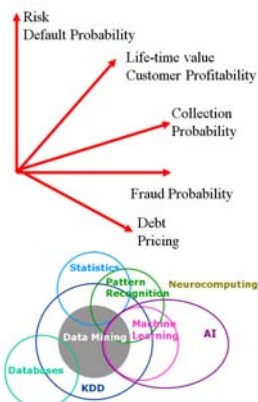 Risk
Default Probability
Life-time value
Customer Profitability
Collection
Probability
Fraud Probability
Debt
Pricing
Statistics
Pattern
Recognition
Neurocomputing
Machine
Learning
AI
Data Mining
Databases
KDD